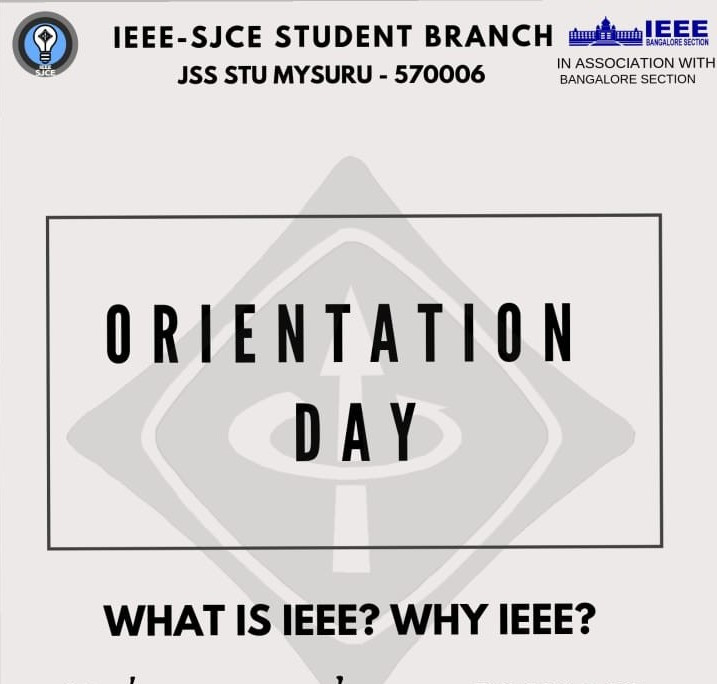 IEEE-SJCE STUDENT BRANCH
JSS STU MYSURU - 570006
IEEE
SJCE
IEEE
BANGALORE SECTION
IN ASSOCIATION WITH
BANGALORE SECTION
ORIENTATION
DAY
WHAT IS IEEE? WHY IEEE?